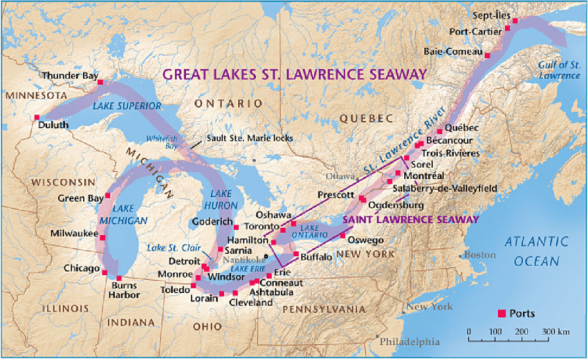 Sept-Îles
Port-Cartier
Baie-Comeau
Gulf of St.
Lawrence
Thunder Bay
GREAT LAKES ST. LAWRENCE SEAWAY
MINNESOTA
LAKE SUPERIOR
ONTARIO
QUEBEC
St. Lawrence River
Duluth
Whitefish
Bay
Sault Ste. Marie locks
Québec
Bécancour
Trois-Rivières
Sorel
Montréal
Ottawa
Salaberry-de-Valleyfield
MICHIGAN
WISCONSIN
Green Bay
LAKE
HURON
Prescott
Ogdensburg
LAKE
MICHIGAN
Goderich
Oshawa
Toronto
LAKE
ONTARIO
SAINT LAWRENCE SEAWAY
Milwaukee
Hamilton
Oswego
Lake St. Clair
Sarnia
Nanticoke
Buffalo
NEW YORK
ATLANTIC
OCEAN
Chicago
Detroit
Windsor
LAKE ERIE
Boston
Burns
Harbor
Monroe
Erie
Conneaut
Toledo
Ashtabula
Lorain
Cleveland
ILLINOIS
INDIANA
OHIO
PENNSYLVANIA
New York
Ports
Philadelphia
0 100 200 300 km